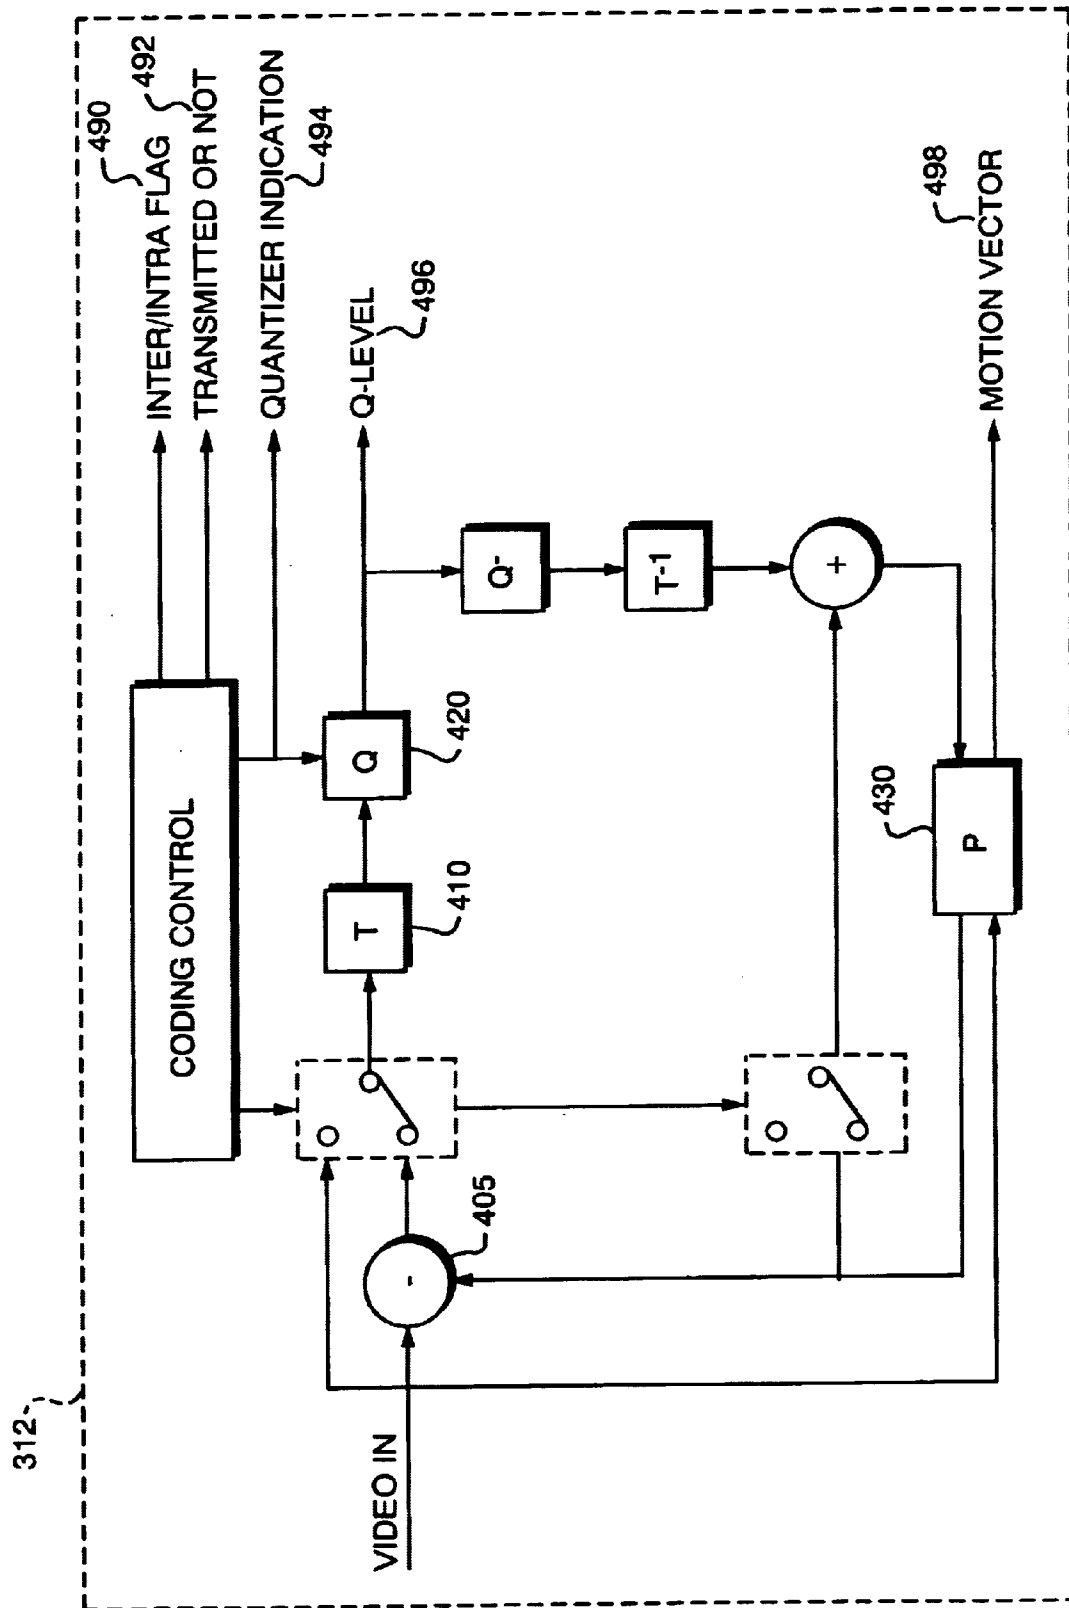 312
490
INTER/INTRA FLAG
492
TRANSMITTED OR NOT
QUANTIZER INDICATION
494
CODING CONTROL
Q-LEVEL
496
T
410
Q
420
Q-
T-1
+
-
405
VIDEO IN
430
P
498
MOTION VECTOR